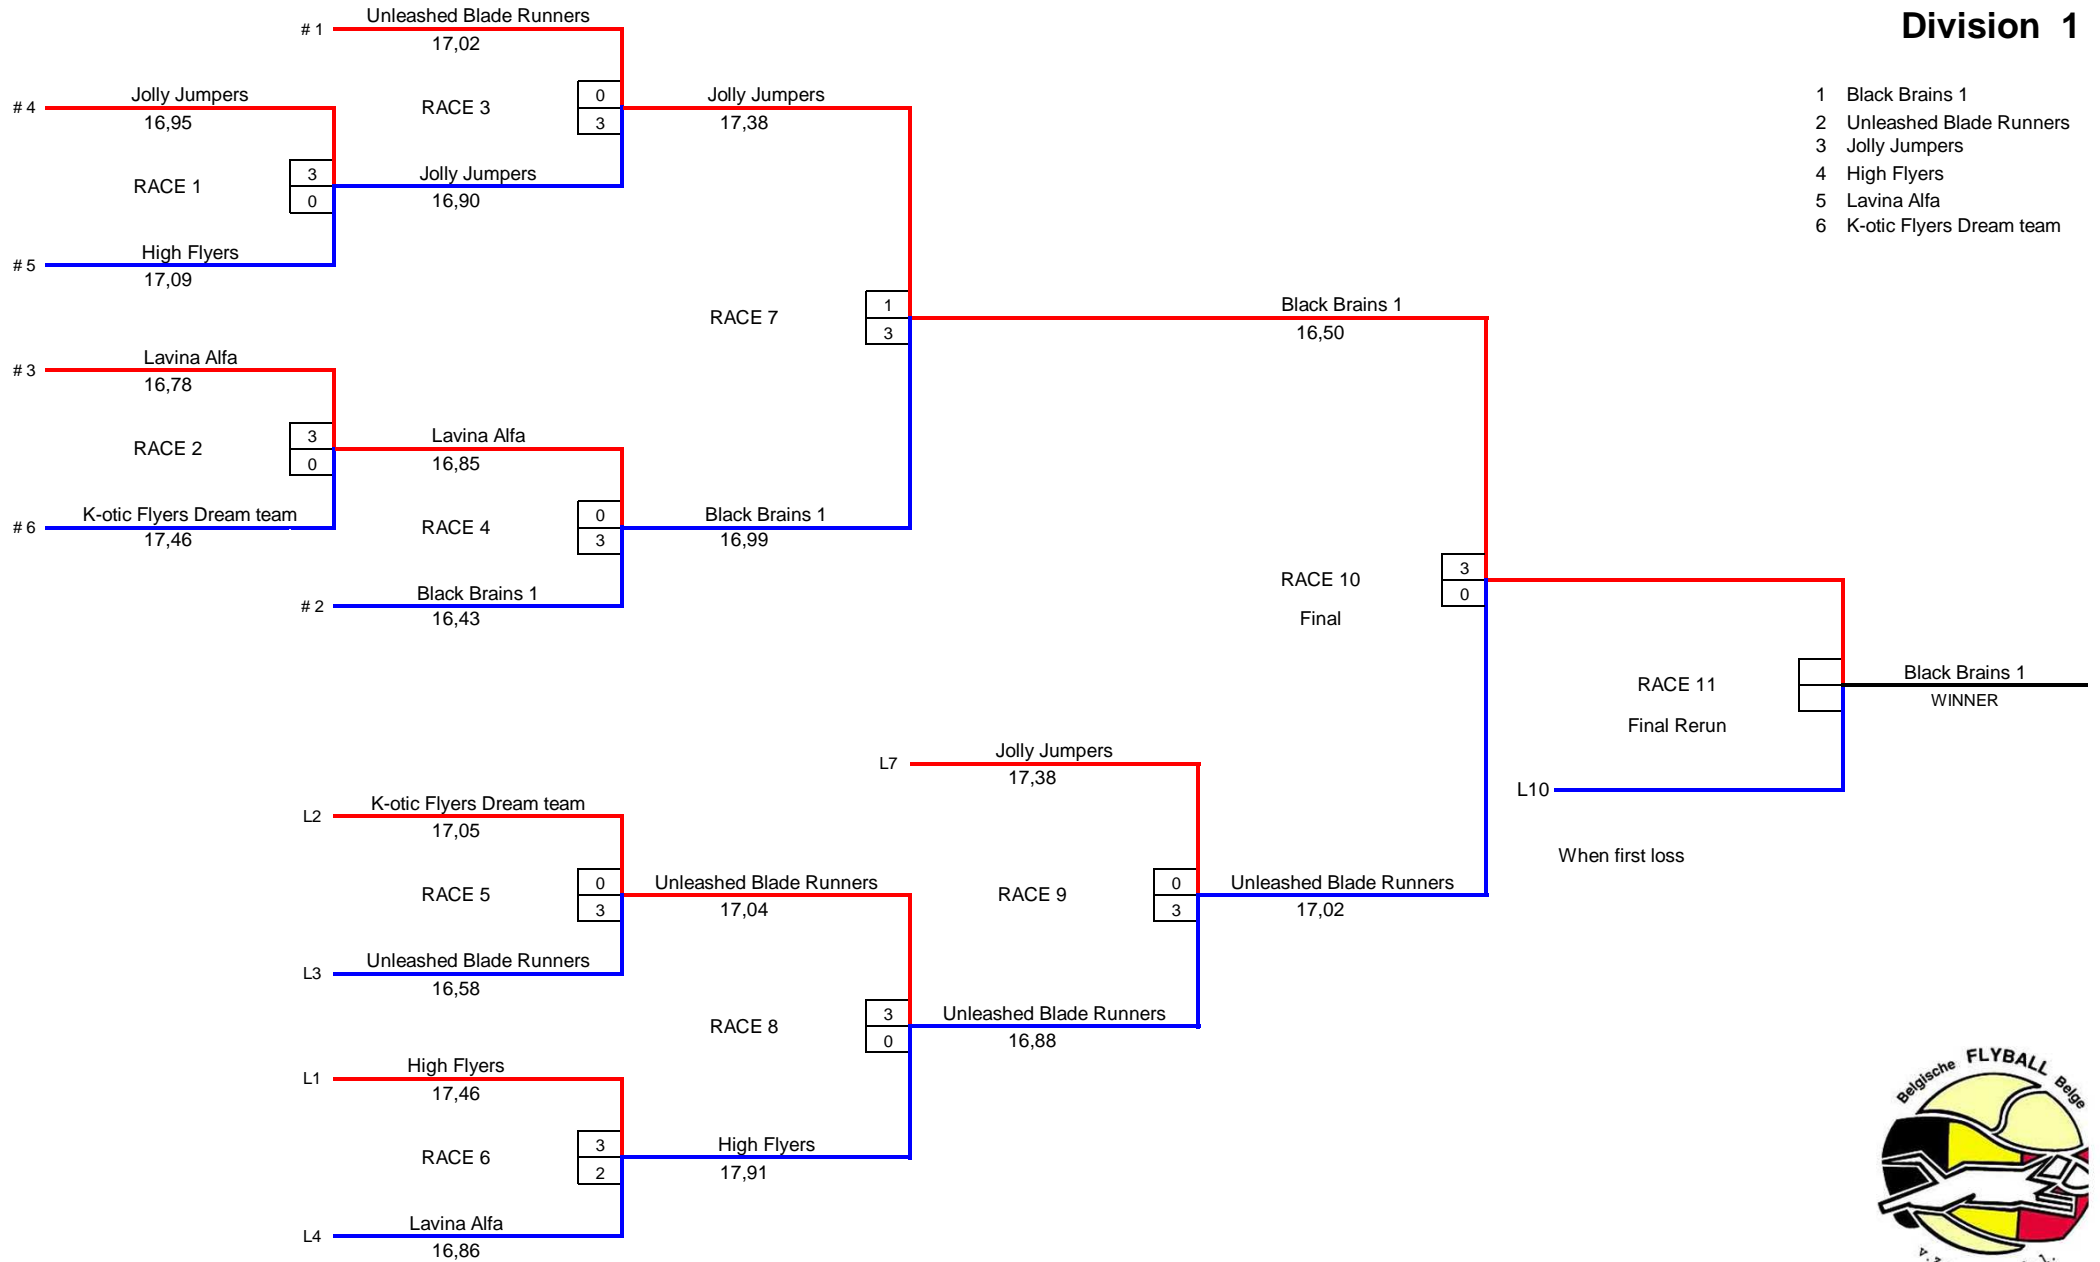 Division 1
1 Black Brains 1
2 Unleashed Blade Runners
3 Jolly Jumpers
4 High Flyers
5 Lavina Alfa
6 K-otic Flyers Dream team
# 1 Unleashed Blade Runners
17,02
# 4 Jolly Jumpers
16,95
RACE 3
0
3
Jolly Jumpers
17,38
RACE 1
3
0
Jolly Jumpers
16,90
# 5 High Flyers
17,09
RACE 7
1
3
Black Brains 1
16,50
# 3 Lavina Alfa
16,78
RACE 2
3
0
Lavina Alfa
16,85
# 6 K-otic Flyers Dream team
17,46
RACE 4
0
3
Black Brains 1
16,99
# 2 Black Brains 1
16,43
RACE 10
Final
3
0
RACE 11
Final Rerun
Black Brains 1
WINNER
L7 Jolly Jumpers
17,38
L10
When first loss
L2 K-otic Flyers Dream team
17,05
RACE 5
0
3
Unleashed Blade Runners
17,04
RACE 9
0
3
Unleashed Blade Runners
17,02
L3 Unleashed Blade Runners
16,58
RACE 8
3
0
Unleashed Blade Runners
16,88
L1 High Flyers
17,46
RACE 6
3
2
High Flyers
17,91
L4 Lavina Alfa
16,86
Belgische FLYBALL Belge